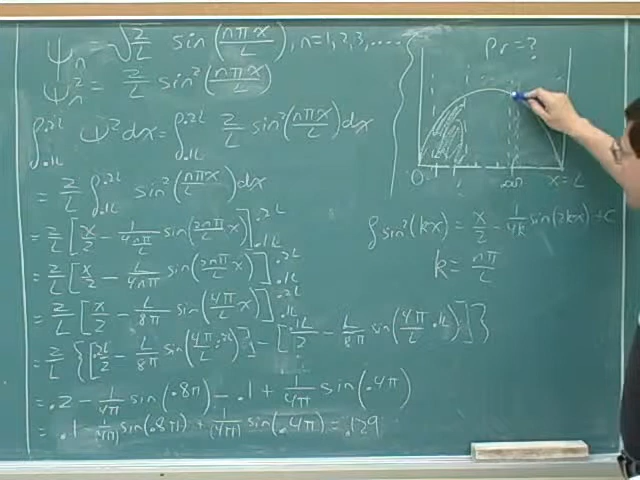 ψₙ = √(2/L) sin(nπx/L), n=1,2,3,....
ψₙ² = 2/L sin²(nπx/L)
∫.1L^.2L ψ²dx = ∫.1L^.2L 2/L sin²(nπx/L)dx
= 2/L ∫.1L^.2L sin²(nπx/L)dx
= 2/L [x/2 - 1/(4nπ/L) sin(2nπ/L x)].1L^.2L
= 2/L [x/2 - L/4nπ sin(2nπ/L x)].1L^.2L
= 2/L [x/2 - L/8π sin(4π/L x)].1L^.2L
= 2/L {[.2L/2 - L/8π sin(4π/L .2L)] - [.1L/2 - L/8π sin(4π/L .1L)]}
= .2 - 1/4π sin(.8π) - .1 + 1/4π sin(.4π)
= .1 - 1/(4π) sin(.8π) + 1/(4π) sin(.4π) = .129
Pr = ?
0 x=L
∫sin²(kx) = x/2 - 1/4k sin(2kx) + C
k = nπ/L